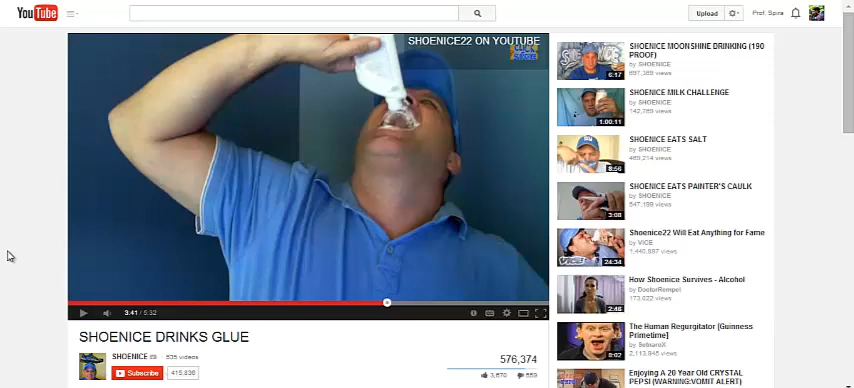 YouTube
Upload
Prof. Spira
SHOENICE22 ON YOUTUBE
3:41 / 5:32
SHOENICE DRINKS GLUE
SHOENICE
535 videos
Subscribe
415,836
576,374
3,670
559
SHOENICE MOONSHINE DRINKING (190
PROOF)
by SHOENICE
697,389 views
6:17
SHOENICE MILK CHALLENGE
by SHOENICE
142,789 views
1:00:11
SHOENICE EATS SALT
by SHOENICE
469,214 views
8:56
SHOENICE EATS PAINTER'S CAULK
by SHOENICE
547,199 views
3:08
Shoenice22 Will Eat Anything for Fame
by VICE
1,440,897 views
24:34
How Shoenice Survives - Alcohol
by DoctorRempel
173,022 views
2:46
The Human Regurgitator [Guinness
Primetime]
by SetnaroX
2,113,945 views
8:02
Enjoying A 20 Year Old CRYSTAL
PEPSI (WARNING:VOMIT ALERT)